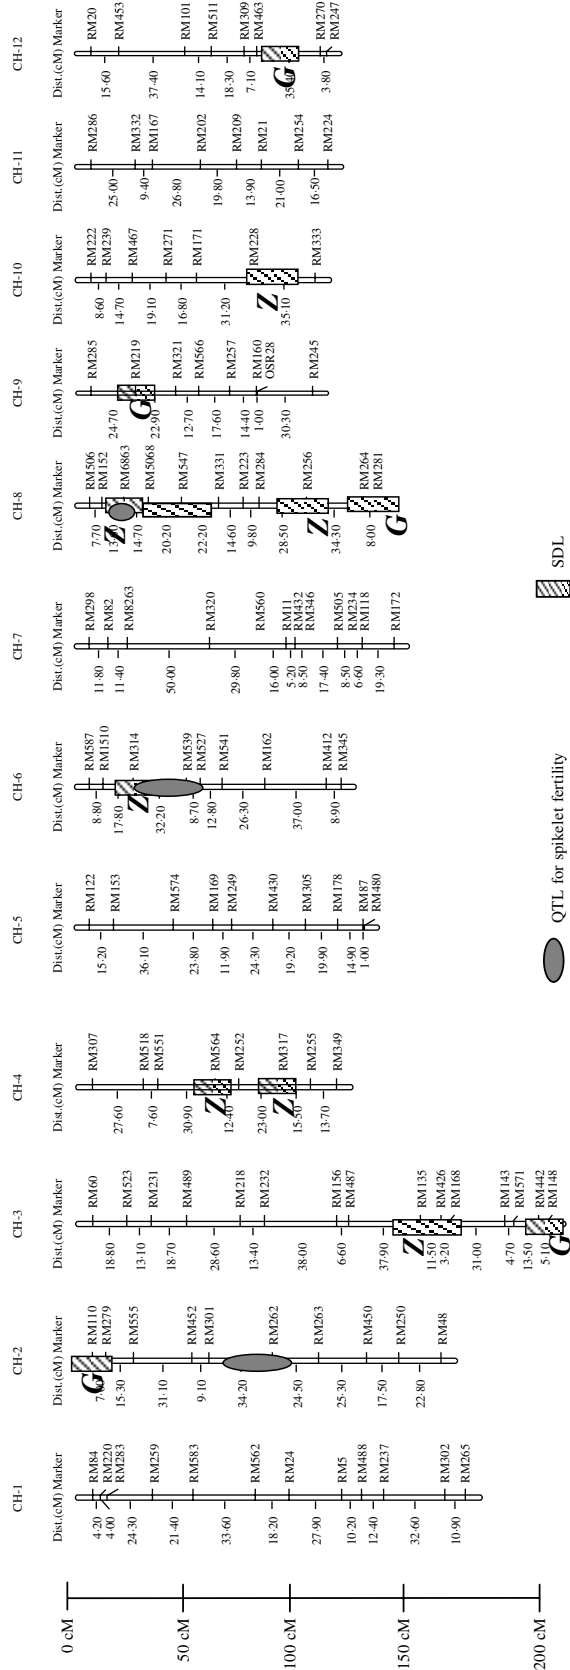 0 cM
50 cM
100 cM
150 cM
200 cM
CH-1
Dist.(cM) Marker
RM84
4·20
RM220
4·00
RM283
24·30
RM259
21·40
RM583
33·60
RM562
18·20
RM24
27·90
RM5
10·20
RM488
12·40
RM237
32·60
RM302
10·90
RM265
CH-2
Dist.(cM) Marker
RM110
G
RM279
15·30
RM555
31·10
RM452
9·10
RM301
34·20
RM262
24·50
RM263
25·30
RM450
17·50
RM250
22·80
RM48
CH-3
Dist.(cM) Marker
RM60
18·80
RM523
13·10
RM231
18·70
RM489
28·60
RM218
13·40
RM232
38·00
RM156
6·60
RM487
37·90
Z
RM135
11·50
RM426
3·20
RM168
31·00
RM143
4·70
RM571
13·50
RM442
5·10
RM148
G
CH-4
Dist.(cM) Marker
RM307
27·60
RM518
7·60
RM551
30·90
RM564
Z
12·40
RM252
23·00
RM317
Z
15·50
RM255
13·70
RM349
CH-5
Dist.(cM) Marker
RM122
15·20
RM153
36·10
RM574
23·80
RM169
11·90
RM249
24·30
RM430
19·20
RM305
19·90
RM178
14·90
RM87
1·00
RM480
CH-6
Dist.(cM) Marker
RM587
8·80
RM1510
17·80
RM314
Z
32·20
RM539
8·70
RM527
12·80
RM541
26·30
RM162
37·00
RM412
8·90
RM345
CH-7
Dist.(cM) Marker
RM298
11·80
RM82
11·40
RM8263
50·00
RM320
29·80
RM560
16·00
RM11
5·20
RM432
8·50
RM346
17·40
RM505
8·50
RM234
6·60
RM118
19·30
RM172
CH-8
Dist.(cM) Marker
RM506
7·70
RM152
Z
RM6863
14·70
RM5068
20·20
RM547
22·20
RM331
14·60
RM223
9·80
RM284
28·50
RM256
Z
34·30
RM264
8·00
RM281
G
CH-9
Dist.(cM) Marker
RM285
24·70
RM219
G
22·90
RM321
12·70
RM566
17·60
RM257
14·40
RM160
1·00
OSR28
30·30
RM245
CH-10
Dist.(cM) Marker
RM222
8·60
RM239
14·70
RM467
19·10
RM271
16·80
RM171
31·20
RM228
Z
35·10
RM333
CH-11
Dist.(cM) Marker
RM286
25·00
RM332
9·40
RM167
26·80
RM202
19·80
RM209
13·90
RM21
21·00
RM254
16·50
RM224
CH-12
Dist.(cM) Marker
RM20
15·60
RM453
37·40
RM101
14·10
RM511
18·30
RM309
7·10
RM463
G
RM270
3·80
RM247
QTL for spikelet fertility
SDL